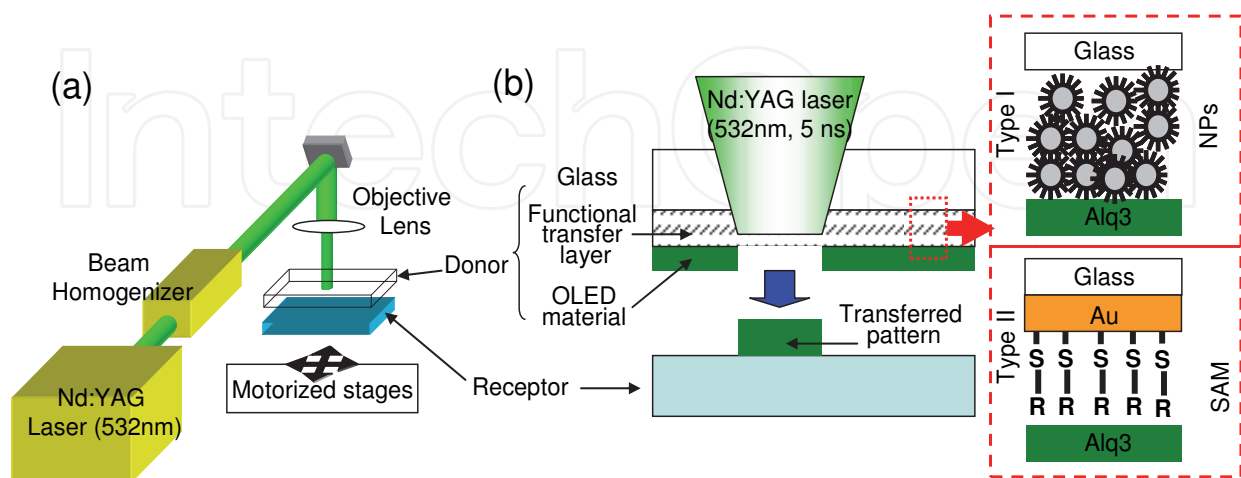 IntechOpen
(a)
Objective
Lens
Beam
Homogenizer
Donor
Nd:YAG
Laser (532nm)
Motorized stages
Receptor
(b)
Nd:YAG laser
(532nm, 5 ns)
Glass
Functional
transfer
layer
OLED
material
Transferred
pattern
Type I
Glass
Alq3
NPs
Type II
Glass
Au
S S S S S
R R R R R
Alq3
SAM